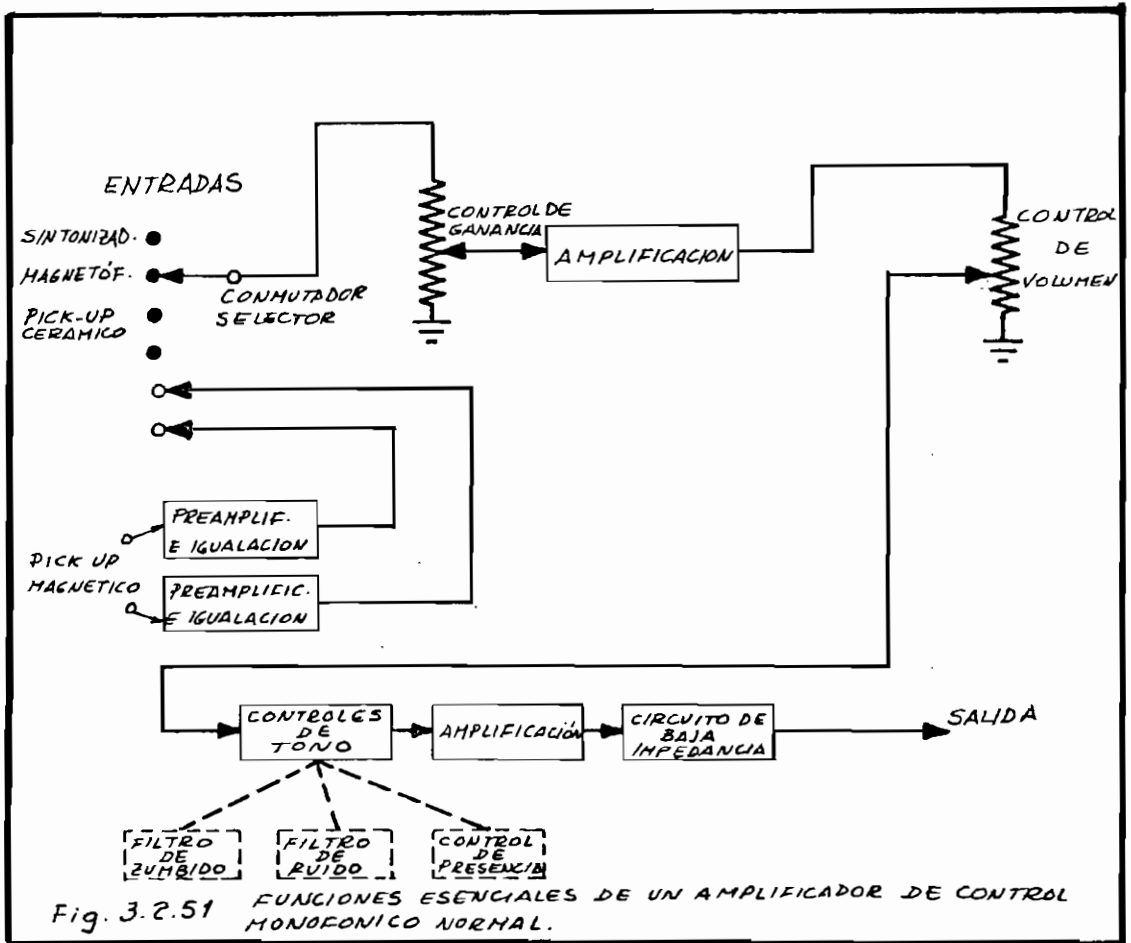 ENTRADAS
SINTONIZAD.
MAGNETÓF.
PICK-UP
CERAMICO
CONMUTADOR
SELECTOR
CONTROL DE
GANANCIA
AMPLIFICACION
CONTROL
DE
VOLUMEN
PREAMPLIF.
E IGUALACION
PICK UP
MAGNETICO
PREAMPLIFIC.
E IGUALACION
CONTROLES
DE
TONO
AMPLIFICACIÓN
CIRCUITO DE
BAJA
IMPEDANCIA
SALIDA
FILTRO
DE
ZUMBIDO
FILTRO
DE
RUIDO
CONTROL
DE
PRESENCIA
Fig. 3.2.51 FUNCIONES ESENCIALES DE UN AMPLIFICADOR DE CONTROL
MONOFONICO NORMAL.